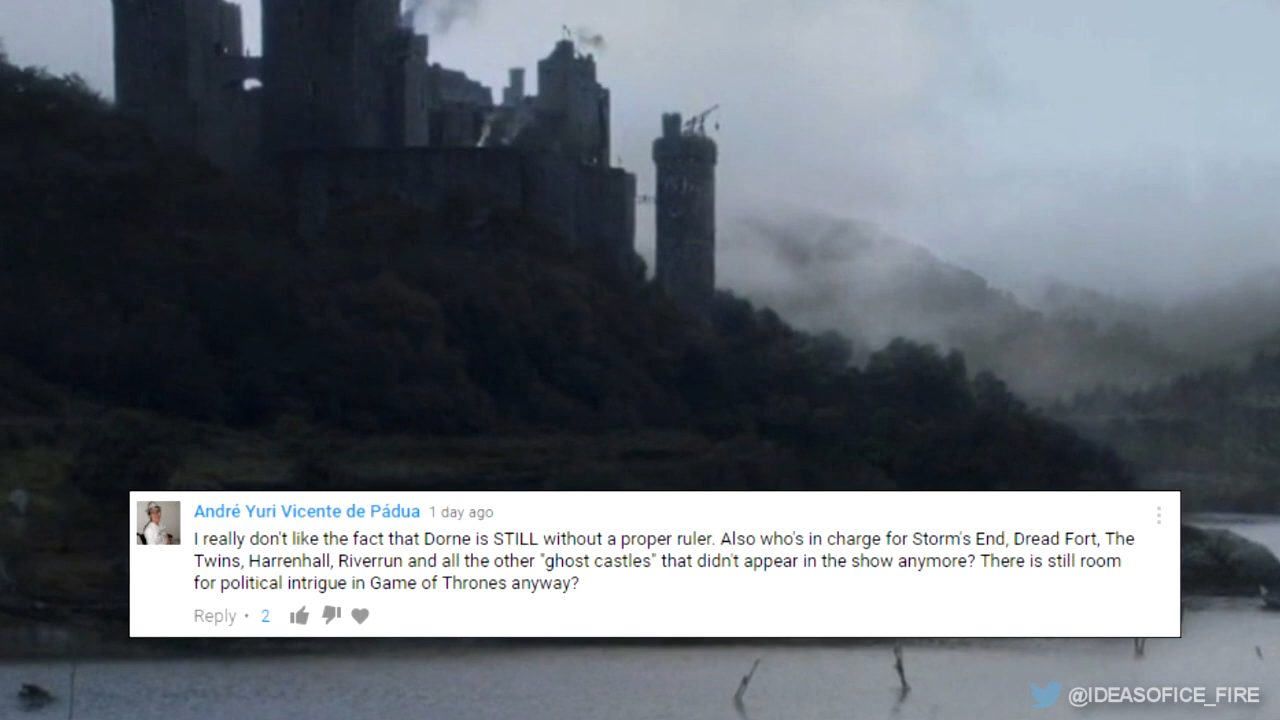 André Yuri Vicente de Pádua 1 day ago
I really don't like the fact that Dorne is STILL without a proper ruler. Also who's in charge for Storm's End, Dread Fort, The
Twins, Harrenhall, Riverrun and all the other "ghost castles" that didn't appear in the show anymore? There is still room
for political intrigue in Game of Thrones anyway?
Reply • 2
@IDEASOFICE_FIRE